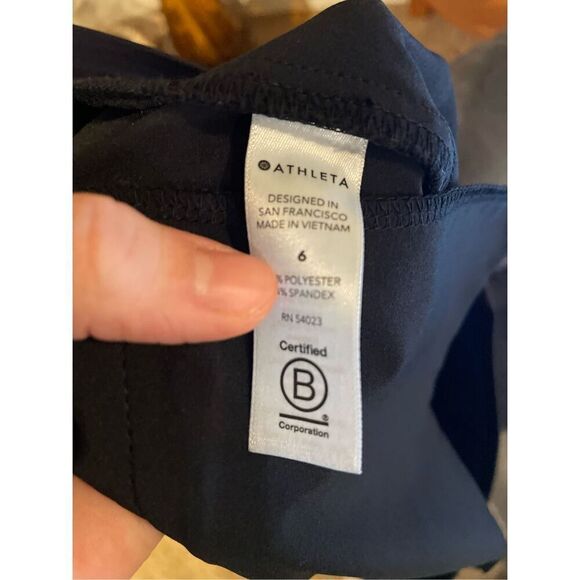 ATHLETA
DESIGNED IN
SAN FRANCISCO
MADE IN VIETNAM
6
% POLYESTER
% SPANDEX
RN 54023
Certified
B
®
Corporation